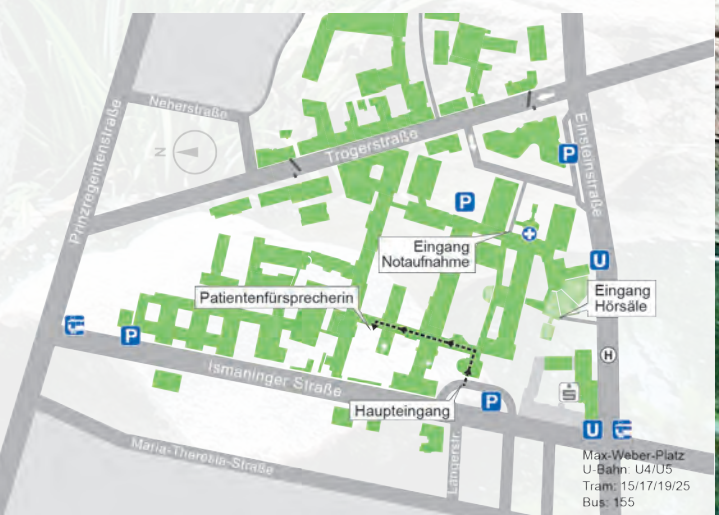 Neherstraße
Prinzregentenstraße
N
Trogerstraße
Einsteinstraße
P
P
Eingang
Notaufnahme
U
Eingang
Hörsäle
Patientenfürsprecherin
P
H
Ismaninger Straße
S
Haupteingang
P
U
Maria-Theresia-Straße
Langerstr.
Max-Weber-Platz
U-Bahn: U4/U5
Tram: 15/17/19/25
Bus: 155